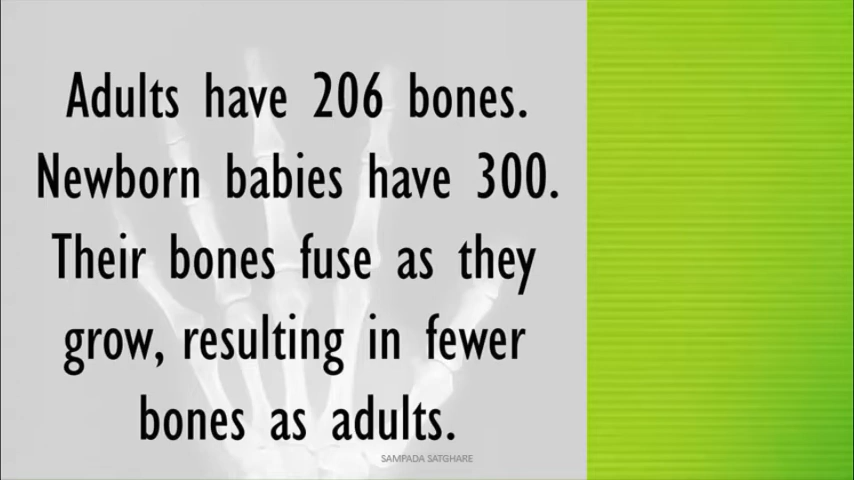 Adults have 206 bones.
Newborn babies have 300.
Their bones fuse as they
grow, resulting in fewer
bones as adults.
SAMPADA SATGHARE